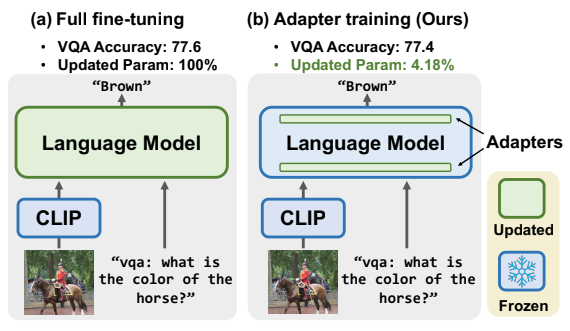 (a) Full fine-tuning
• VQA Accuracy: 77.6
• Updated Param: 100%
“Brown”
Language Model
CLIP
“vqa: what is
the color of the
horse?”
(b) Adapter training (Ours)
• VQA Accuracy: 77.4
• Updated Param: 4.18%
“Brown”
Language Model
Adapters
CLIP
“vqa: what is
the color of the
horse?”
Updated
Frozen